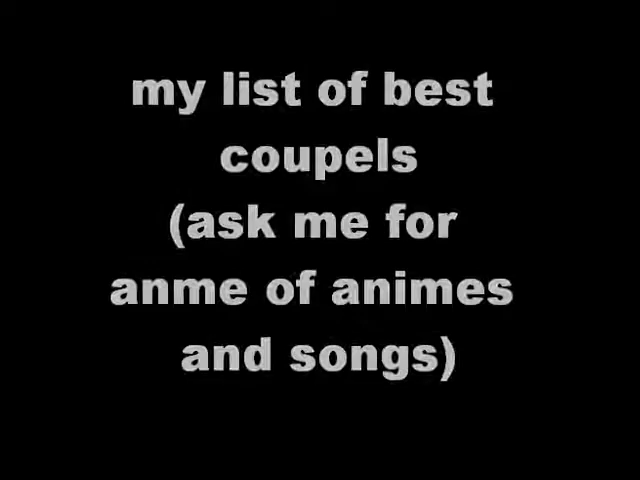 my list of best
coupels
(ask me for
anme of animes
and songs)